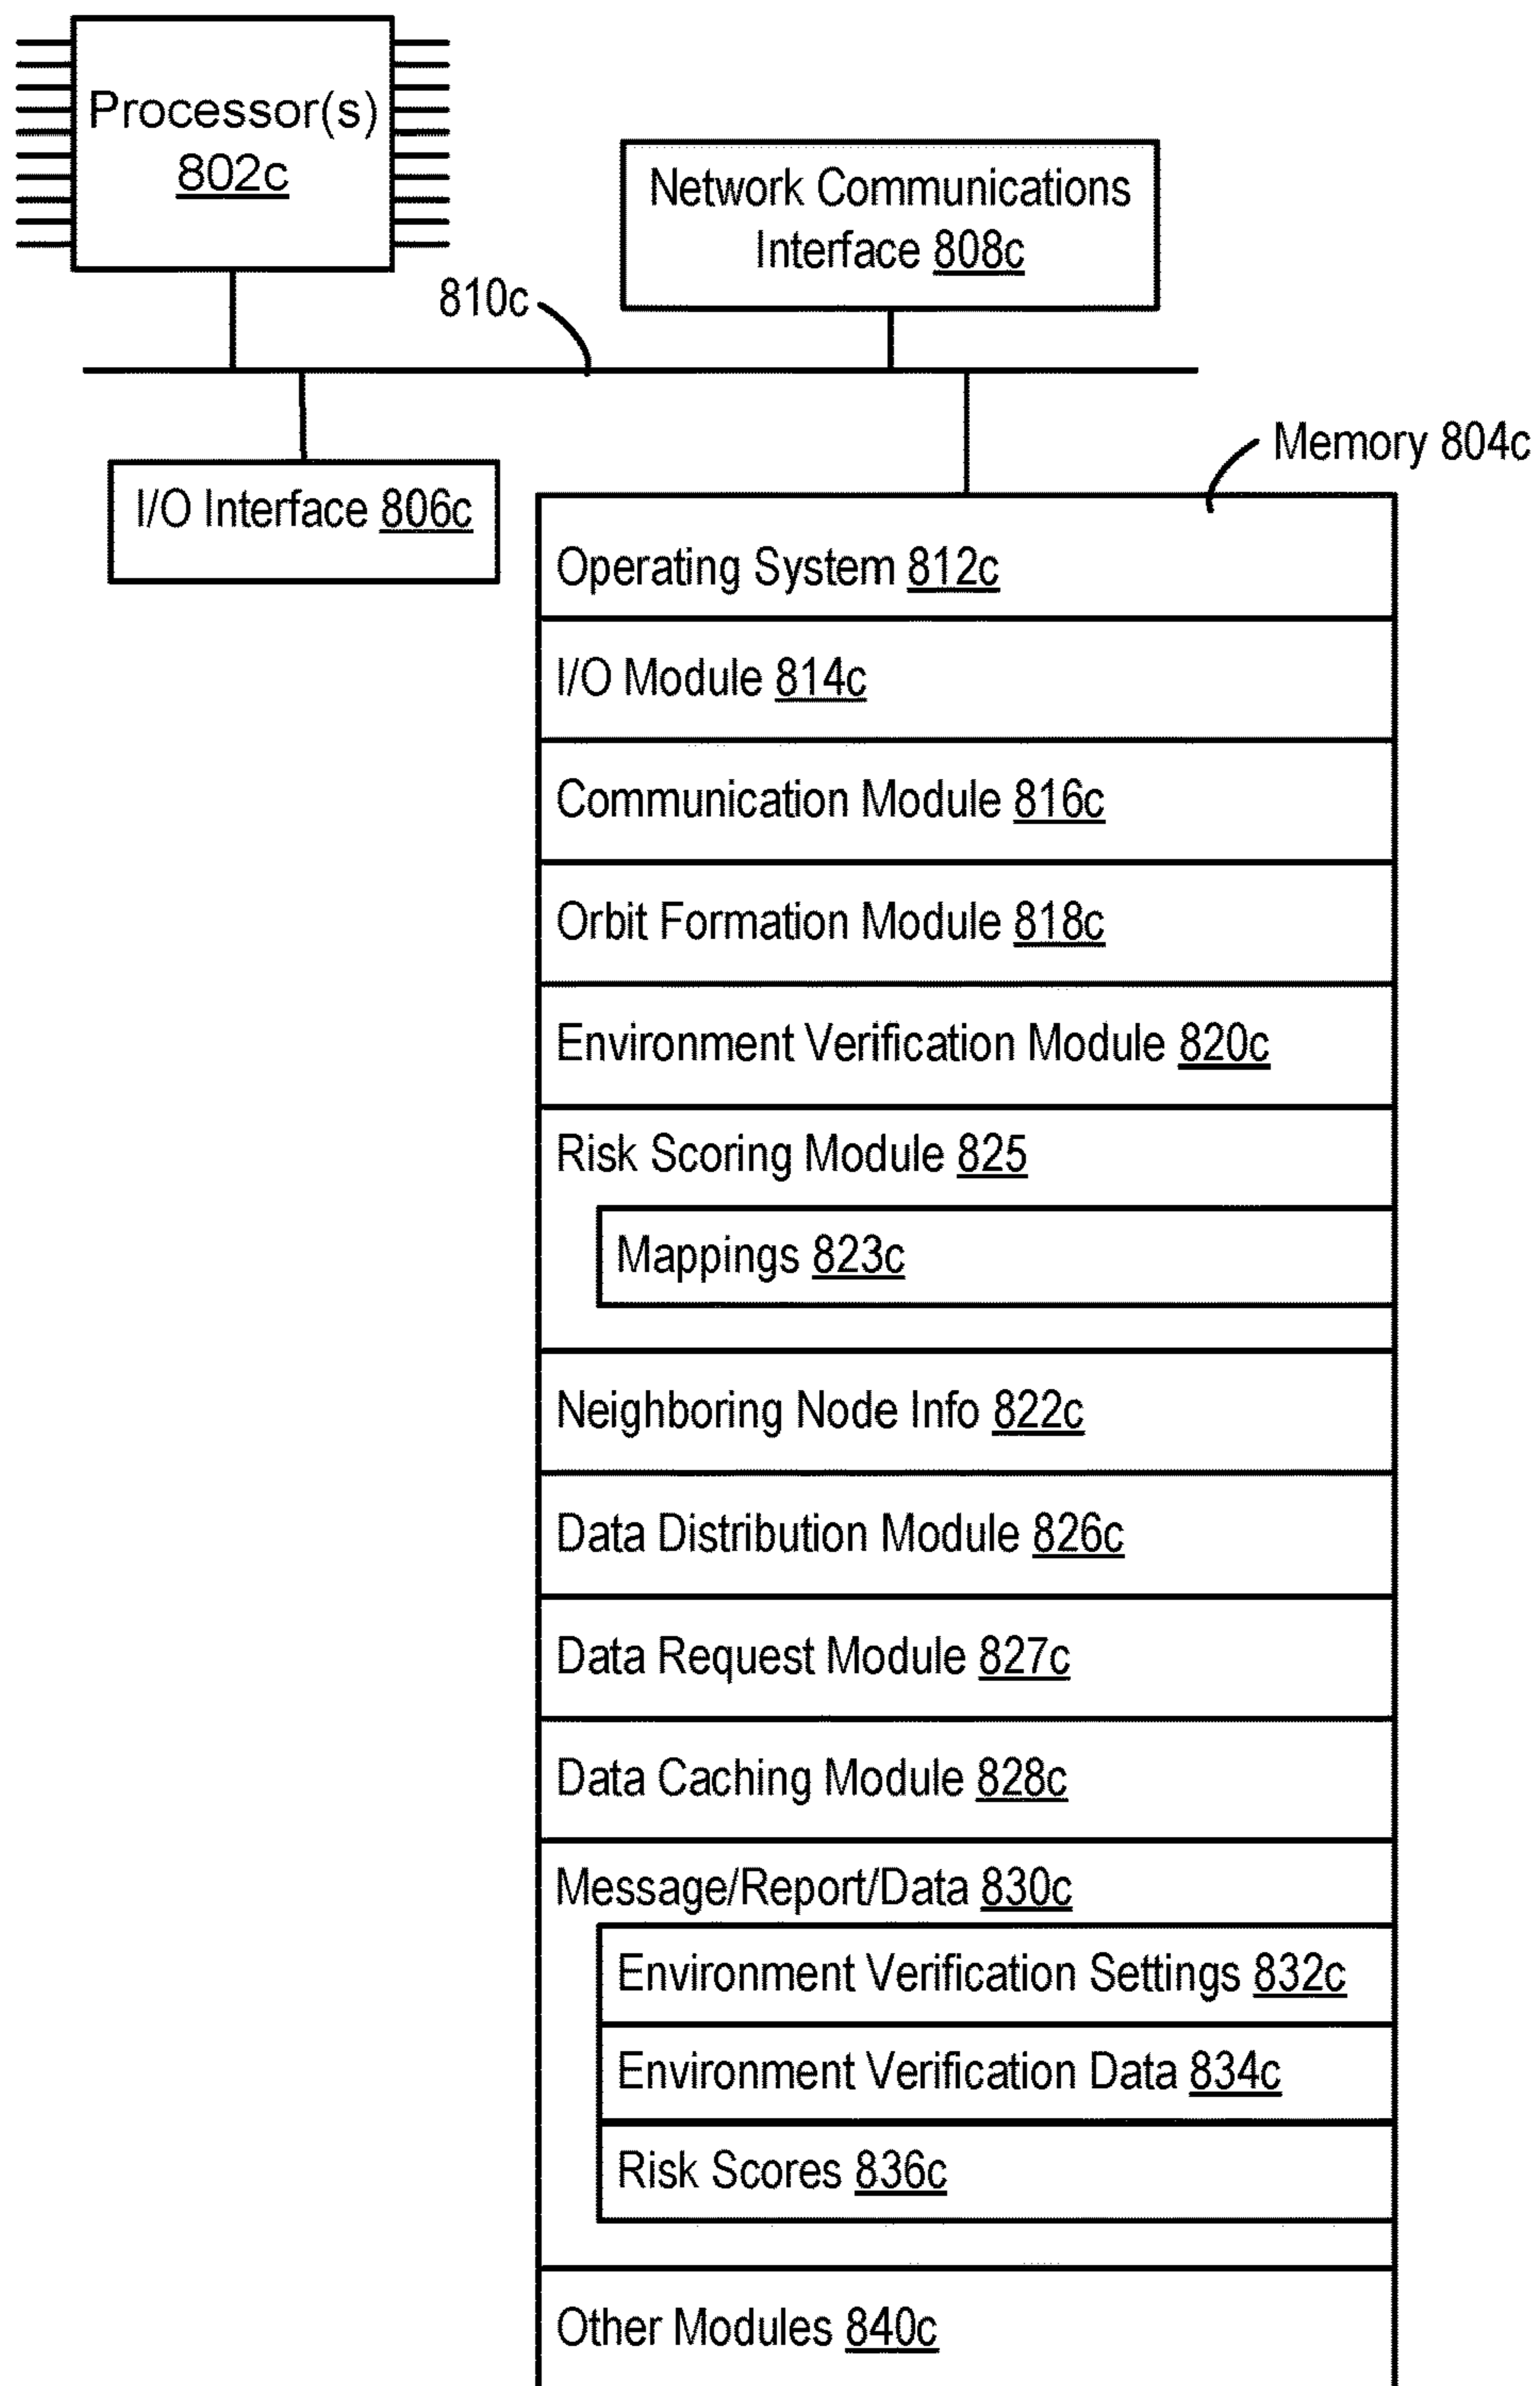 Processor(s)
802c
Network Communications
Interface 808c
810c
Memory 804c
I/O Interface 806c
Operating System 812c
I/O Module 814c
Communication Module 816c
Orbit Formation Module 818c
Environment Verification Module 820c
Risk Scoring Module 825
Mappings 823c
Neighboring Node Info 822c
Data Distribution Module 826c
Data Request Module 827c
Data Caching Module 828c
Message/Report/Data 830c
Environment Verification Settings 832c
Environment Verification Data 834c
Risk Scores 836c
Other Modules 840c